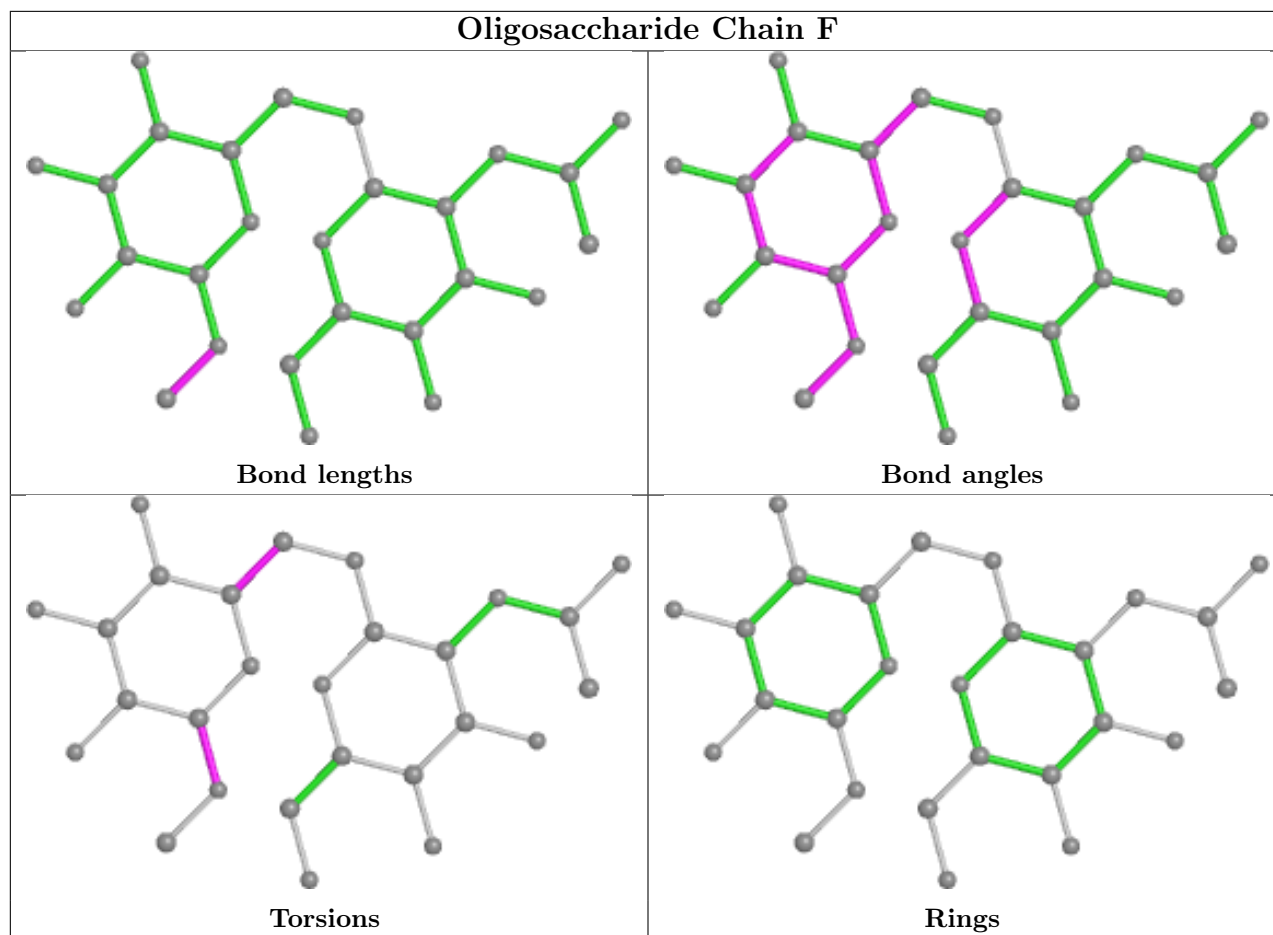 Oligosaccharide Chain F
Bond lengths
Bond angles
Torsions
Rings